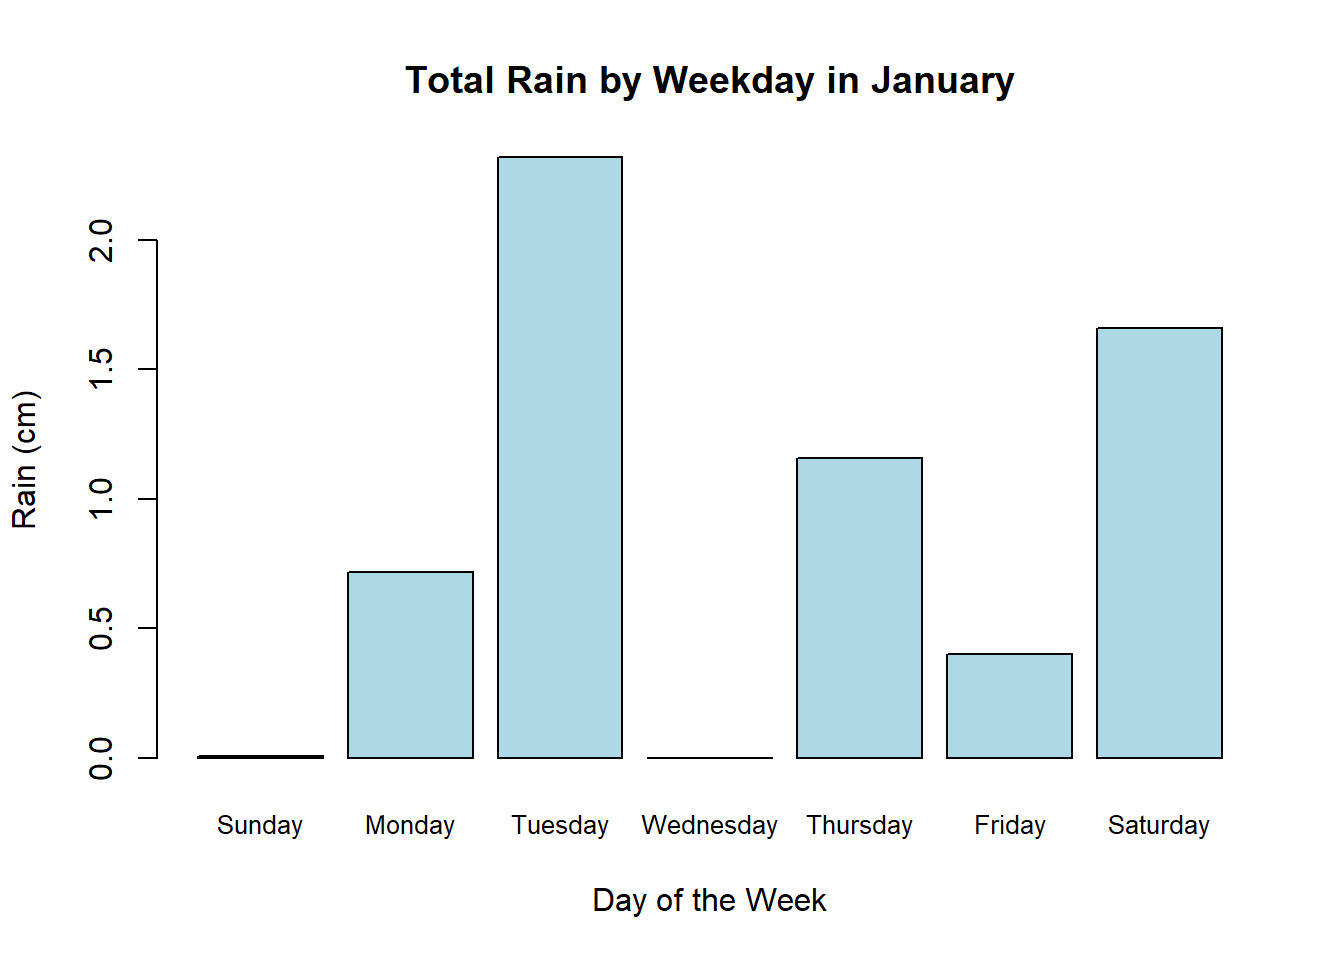 Total Rain by Weekday in January
Rain (cm)
2.0
1.5
1.0
0.5
0.0
Sunday Monday Tuesday Wednesday Thursday Friday Saturday
Day of the Week